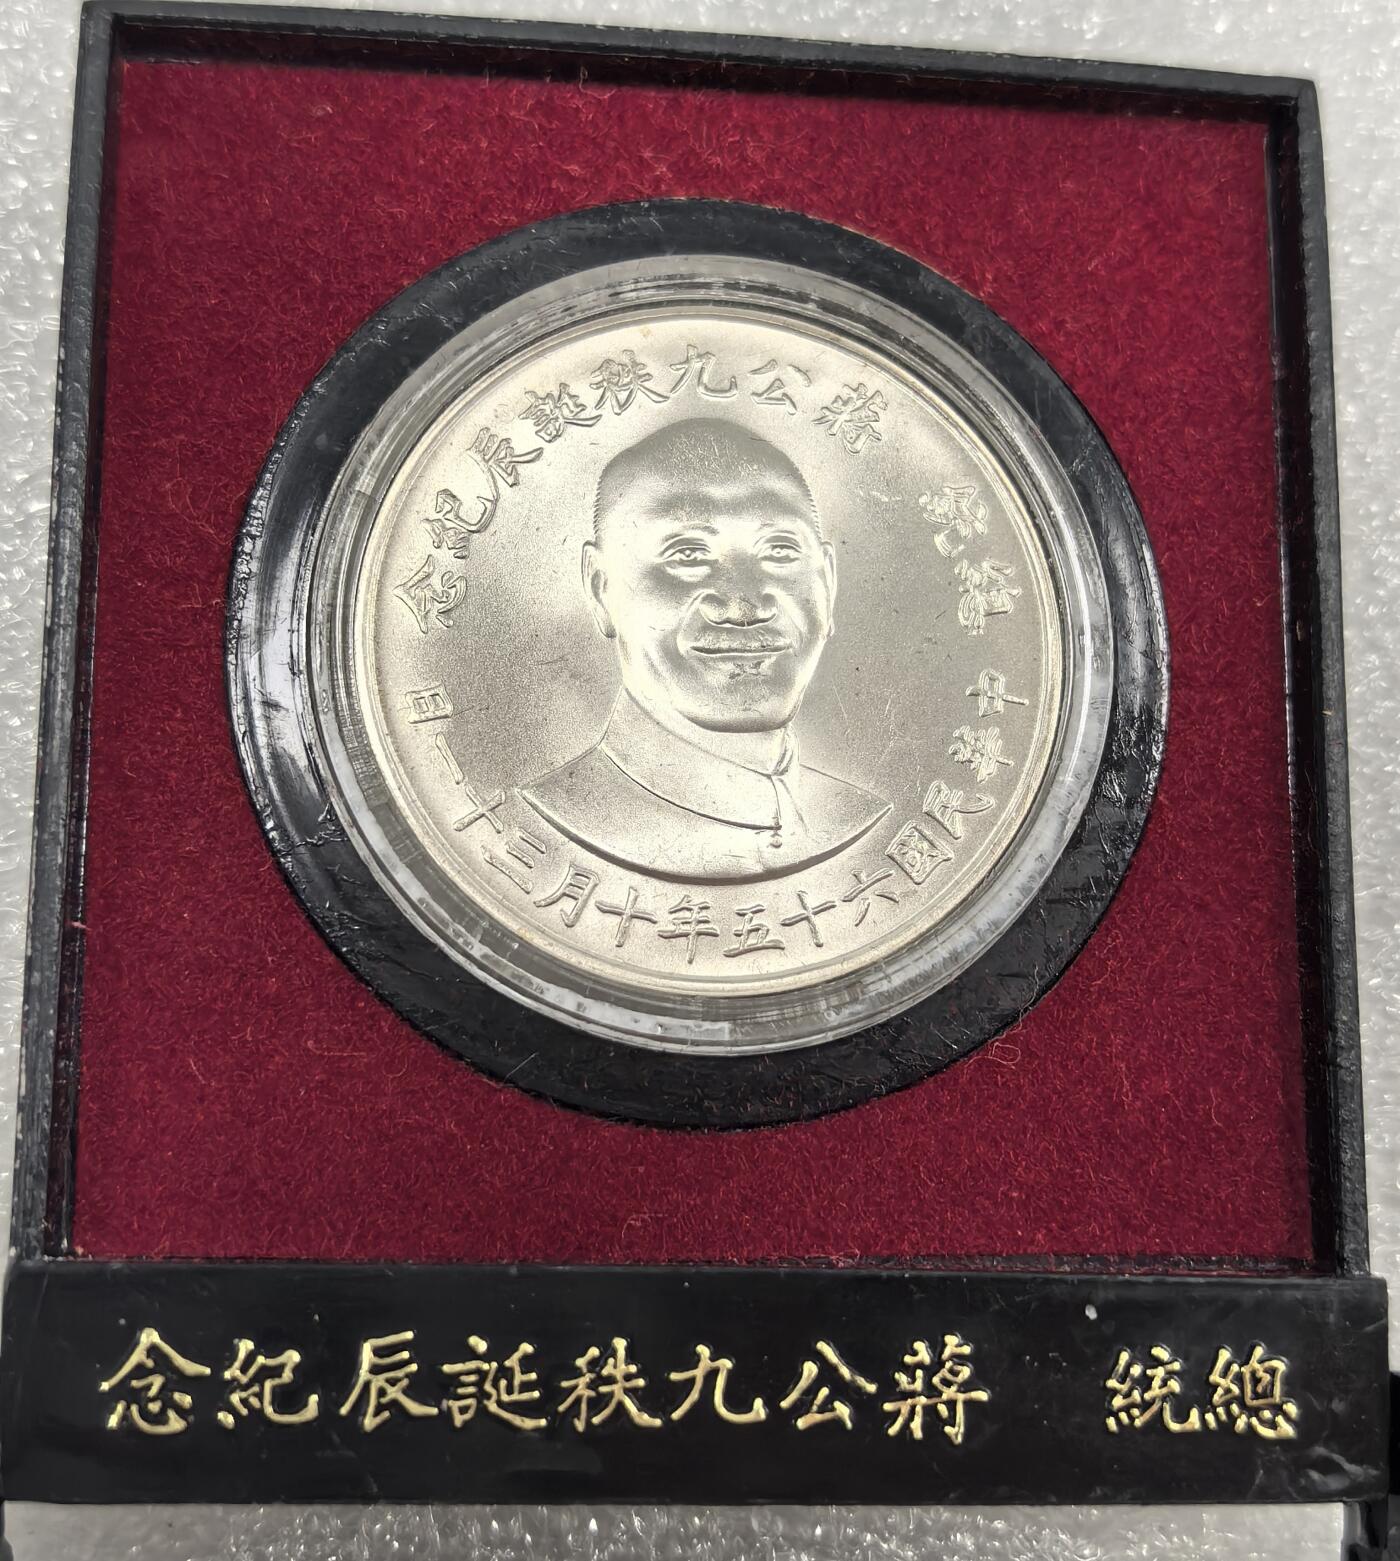 總統 蔣公九秩誕辰紀念
中華民國六十五年十月三十一日
總統 蔣公九秩誕辰紀念